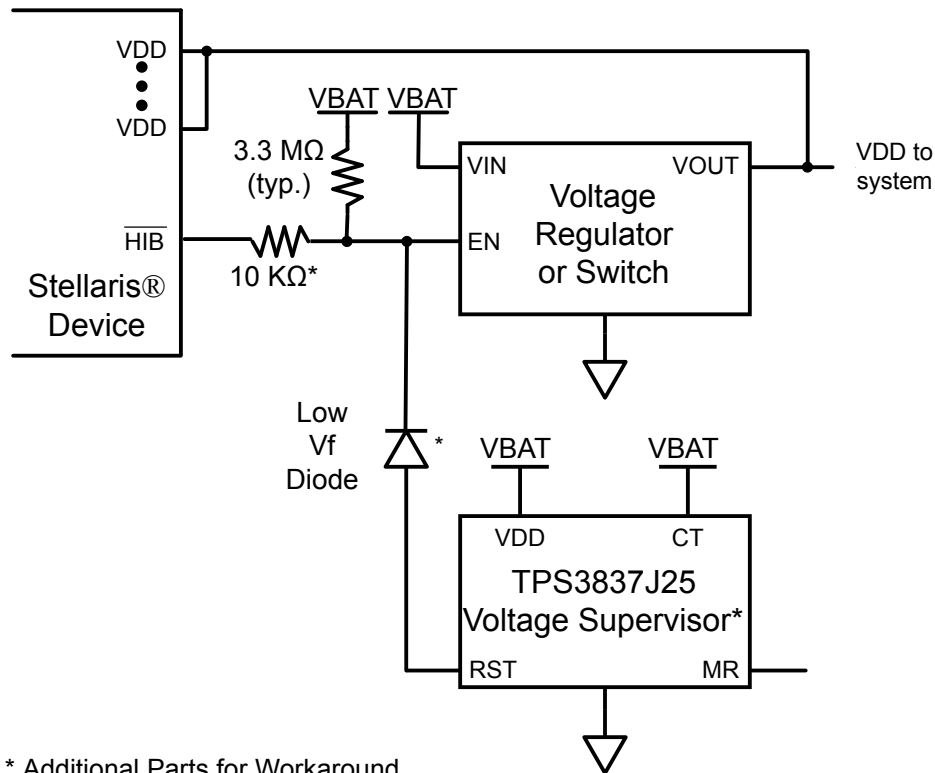 VDD
VDD
HIB
Stellaris®
Device
VBAT
VBAT
3.3 MΩ
(typ.)
10 KΩ*
VIN
VOUT
EN
Voltage
Regulator
or Switch
VDD to
system
Low
Vf
Diode
*
VBAT
VBAT
VDD
CT
TPS3837J25
Voltage Supervisor*
RST
MR
* Additional Parts for Workaround